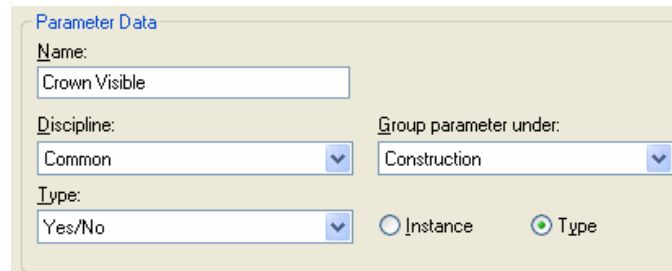 Parameter Data
Name:
Crown Visible
Discipline: Group parameter under:
Common Construction
Type:
Yes/No Instance Type